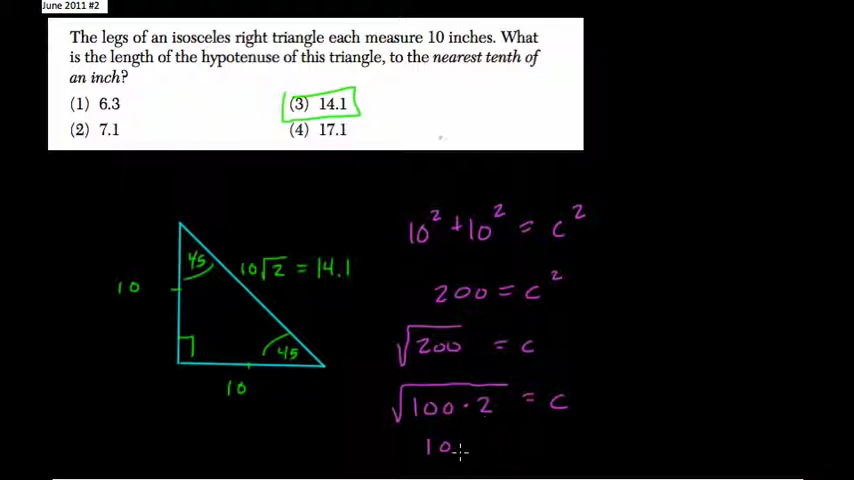 June 2011 #2
The legs of an isosceles right triangle each measure 10 inches. What
is the length of the hypotenuse of this triangle, to the nearest tenth of
an inch?
(1) 6.3
(3) 14.1
(2) 7.1
(4) 17.1
45
10√2 = 14.1
10
45
10
10² + 10² = c²
200 = c²
√200 = c
√100 · 2 = c
10